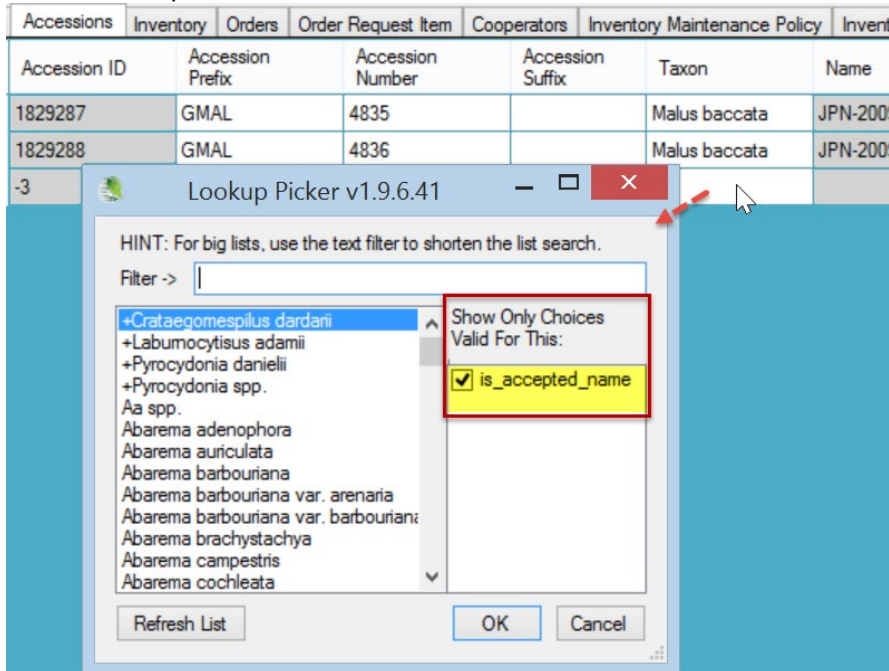 Accessions Inventory Orders Order Request Item Cooperators Inventory Maintenance Policy Invent
Accession ID Accession Prefix Accession Number Accession Suffix Taxon Name
1829287 GMAL 4835 Malus baccata JPN-200
1829288 GMAL 4836 Malus baccata JPN-200
-3
Lookup Picker v1.9.6.41
HINT: For big lists, use the text filter to shorten the list search.
Filter ->
+Crataegomespilus dardarii
+Laburnocytisus adamii
+Pyrocydonia danielii
+Pyrocydonia spp.
Aa spp.
Abarema adenophora
Abarema auriculata
Abarema barbouriana
Abarema barbouriana var. arenaria
Abarema barbouriana var. barbouriana
Abarema brachystachya
Abarema campestris
Abarema cochleata
Show Only Choices
Valid For This:
is_accepted_name
Refresh List OK Cancel